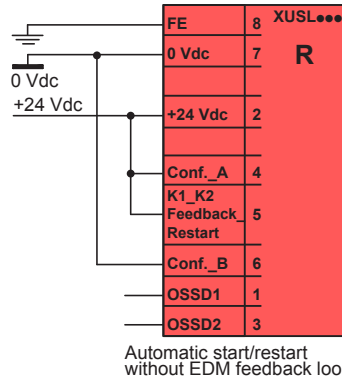 FE 8 XUSL●●●
0 Vdc 7 R
0 Vdc
+24 Vdc
+24 Vdc 2
Conf._A 4
K1_K2
Feedback_ 5
Restart
Conf._B 6
OSSD1 1
OSSD2 3
Automatic start/restart
without EDM feedback loo